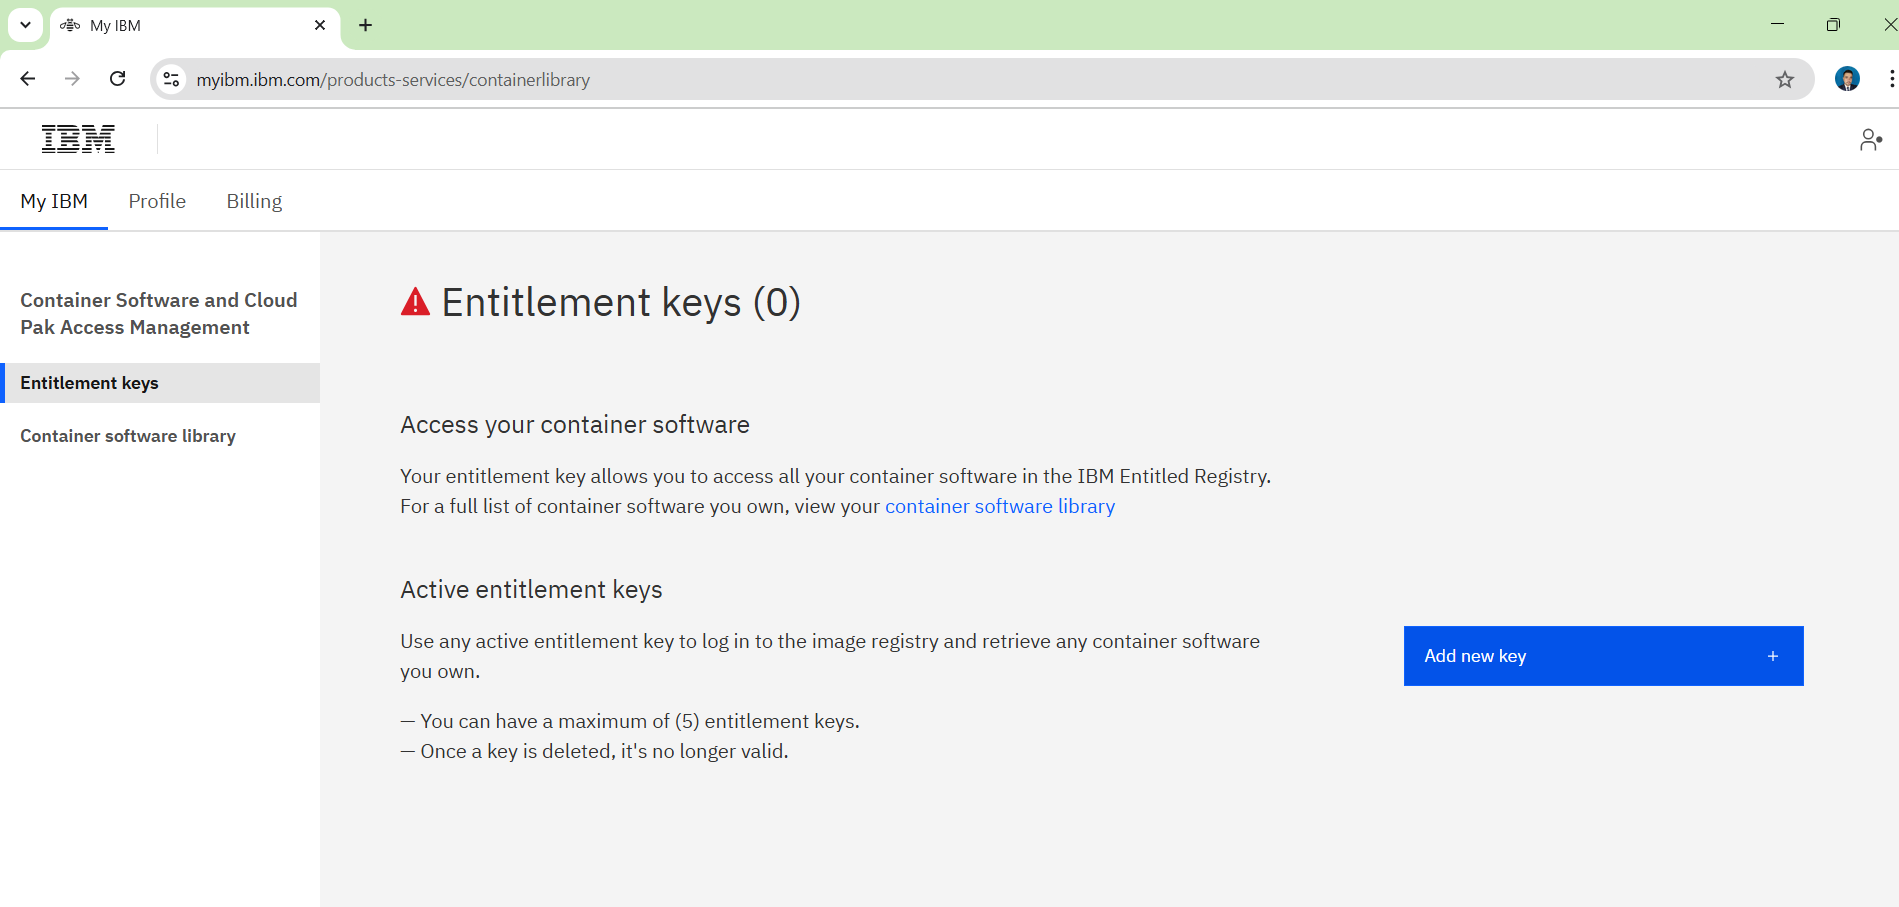 My IBM
myibm.ibm.com/products-services/containerlibrary
IBM
My IBM
Profile
Billing
Container Software and Cloud
Pak Access Management
Entitlement keys
Container software library
Entitlement keys (0)
Access your container software
Your entitlement key allows you to access all your container software in the IBM Entitled Registry.
For a full list of container software you own, view your container software library
Active entitlement keys
Use any active entitlement key to log in to the image registry and retrieve any container software
you own.
— You can have a maximum of (5) entitlement keys.
— Once a key is deleted, it's no longer valid.
Add new key +